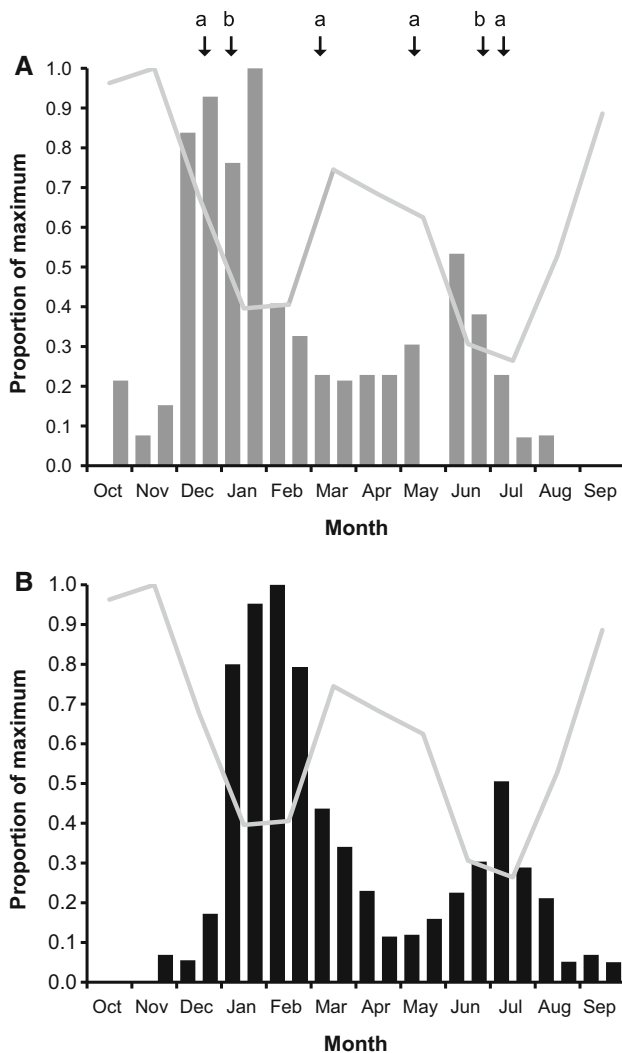 a b a a b a
A
Proportion of maximum
1.0
0.9
0.8
0.7
0.6
0.5
0.4
0.3
0.2
0.1
0.0
Oct Nov Dec Jan Feb Mar Apr May Jun Jul Aug Sep
Month
B
Proportion of maximum
1.0
0.9
0.8
0.7
0.6
0.5
0.4
0.3
0.2
0.1
0.0
Oct Nov Dec Jan Feb Mar Apr May Jun Jul Aug Sep
Month